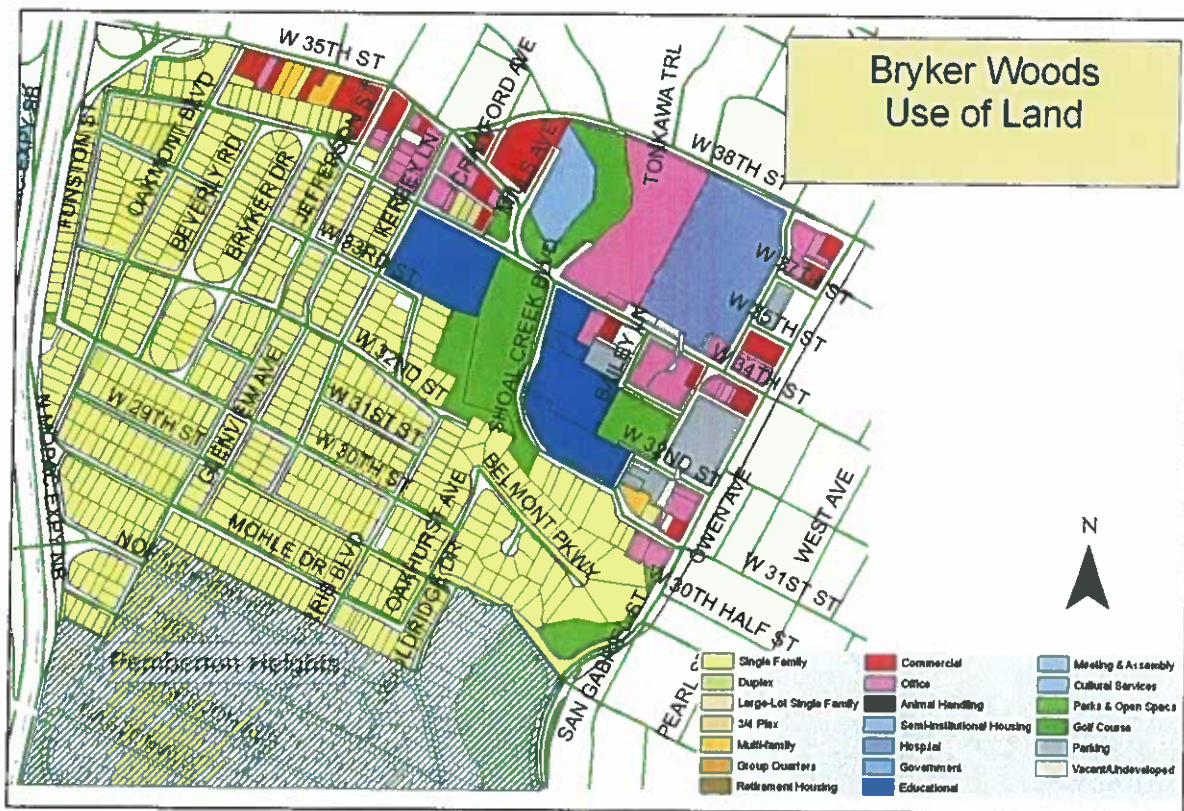 Bryker Woods
Use of Land
W 35TH ST
W 38TH ST
TONKAWA TRL
CRAWFORD AVE
MILLS AVE
KERBEY LN
JEFFERSON ST
BRYKER DR
BEVERLY RD
OAKMONT BLVD
FUNSTON ST
W 37TH ST
W 35TH ST
W 34TH ST
W 33RD ST
W 32ND ST
W 32ND ST
W 31ST ST
W 31ST ST
W 30TH ST
W 29TH ST
W 30TH HALF ST
SHOAL CREEK BLVD
BAILEY LN
GLENVIEW AVE
BELMONT PKWY
MOHLE DR
OAKHURST AVE
OWEN AVE
WEST AVE
SAN GABRIEL ST
PEARL
N MOPAC EXPY NB
Pemberton Heights
N
Single Family
Duplex
Large-Lot Single Family
3/4 Plex
Multi-family
Group Quarters
Retirement Housing
Commercial
Office
Animal Handling
Semi-institutional Housing
Hospital
Government
Educational
Meeting & Assembly
Cultural Services
Parks & Open Specs
Golf Course
Parking
Vacant/Undeveloped